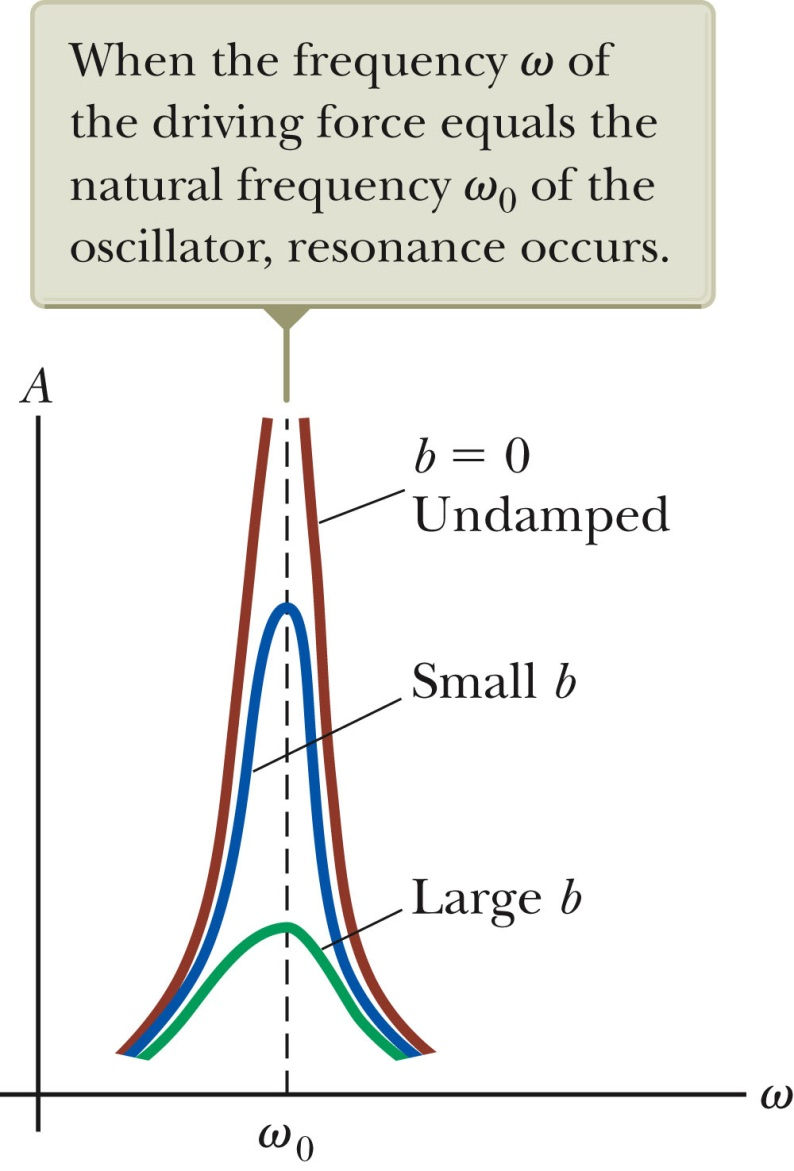 When the frequency ω of
the driving force equals the
natural frequency ω₀ of the
oscillator, resonance occurs.
A
b = 0
Undamped
Small b
Large b
ω
ω₀